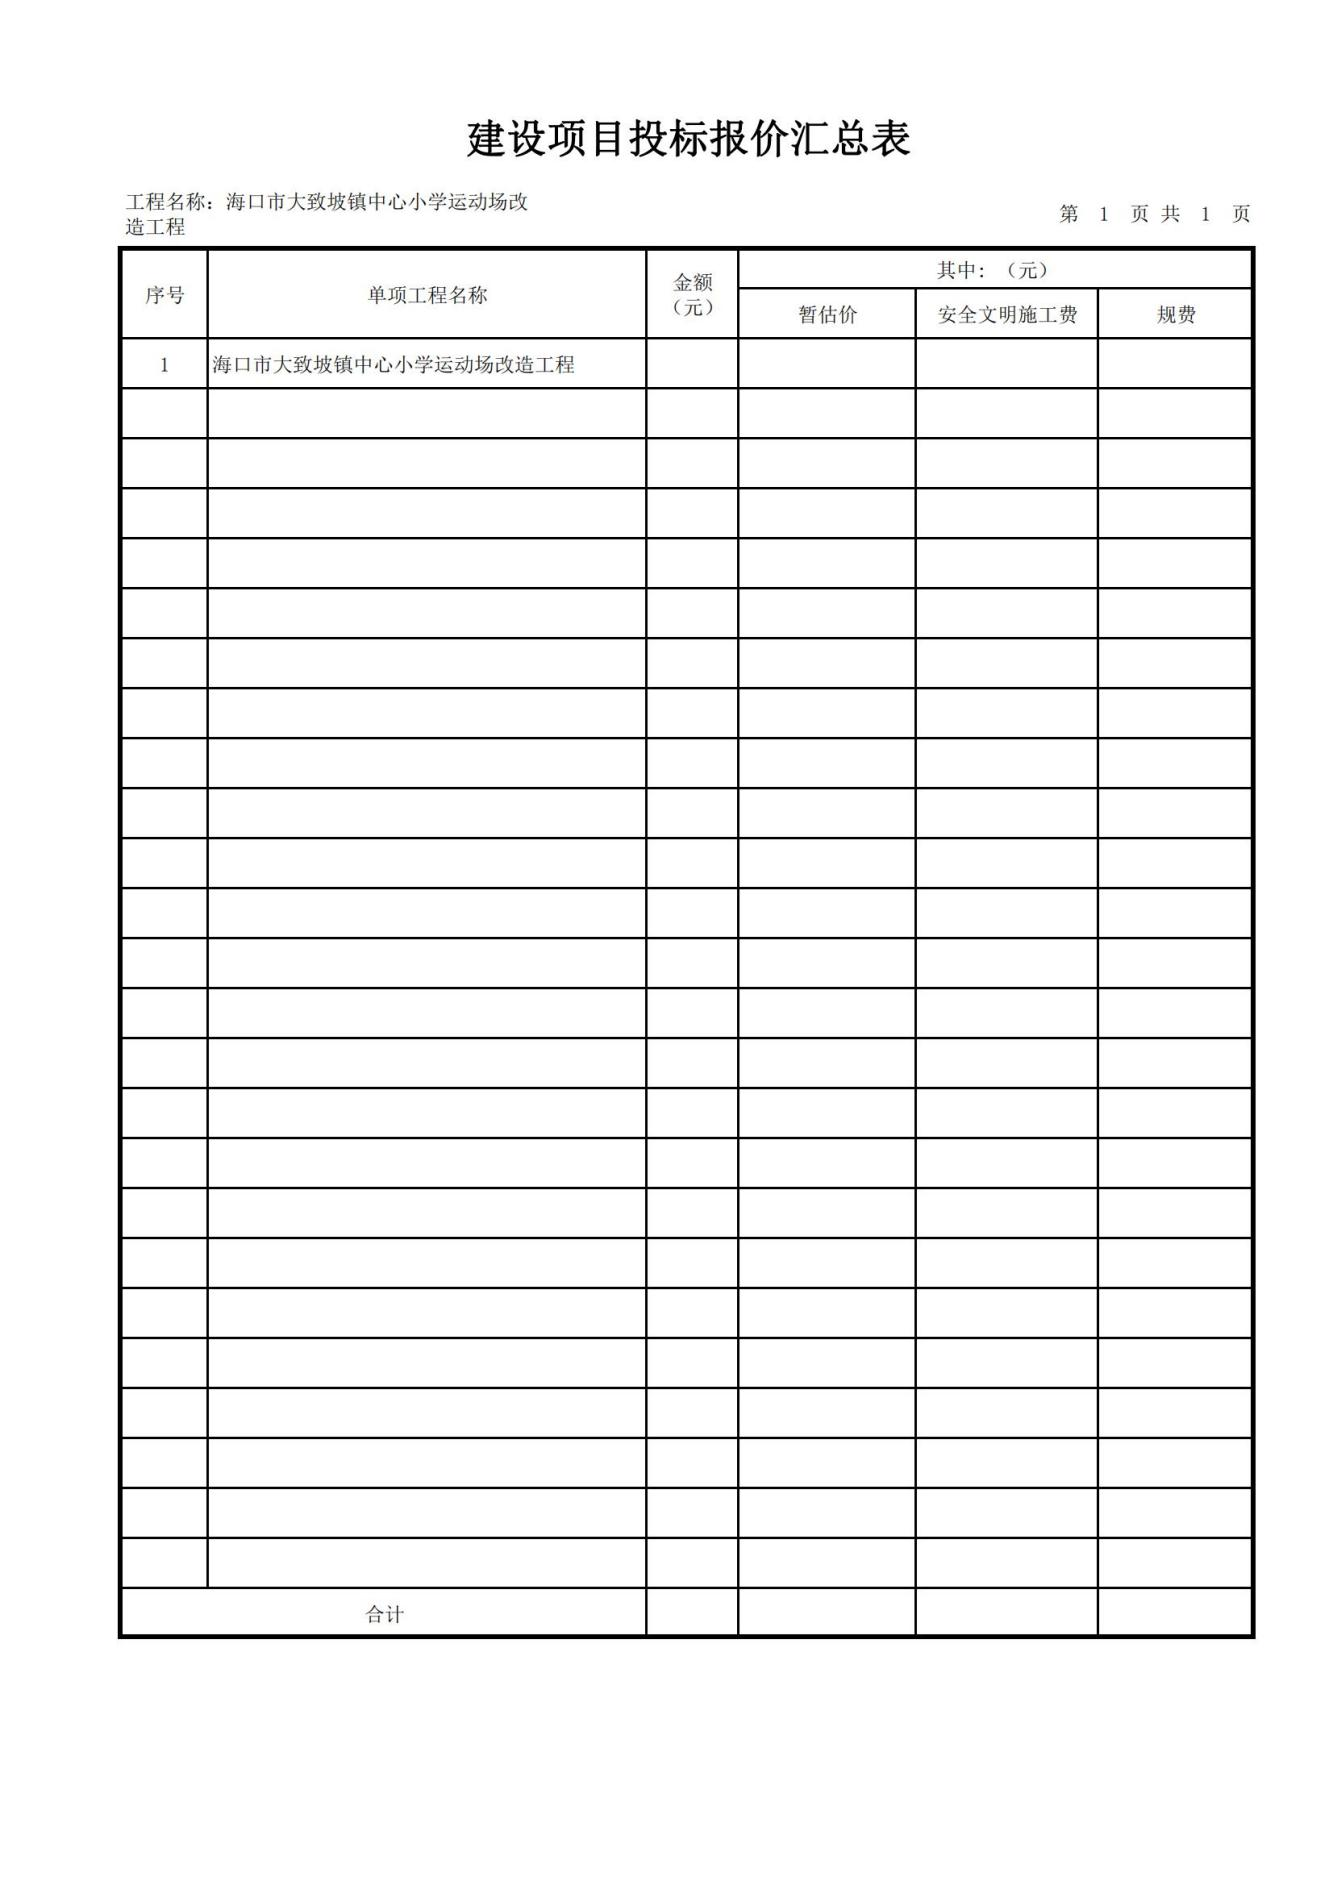 建设项目投标报价汇总表
工程名称：海口市大致坡镇中心小学运动场改
造工程
第 1 页 共 1 页
序号
单项工程名称
金额
（元）
其中：（元）
暂估价
安全文明施工费
规费
1
海口市大致坡镇中心小学运动场改造工程
合计